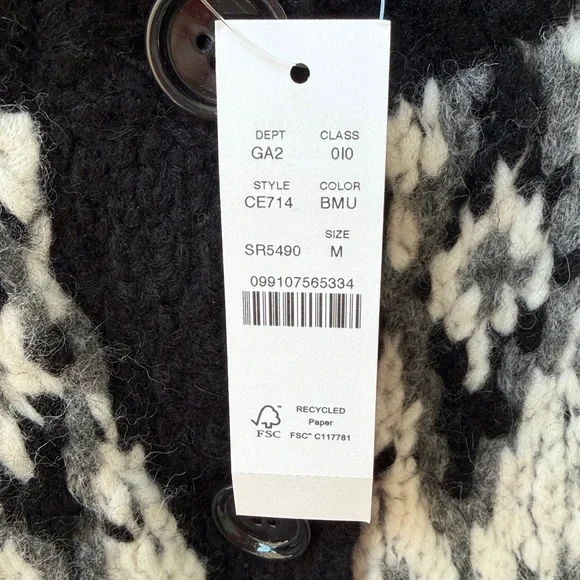 DEPT CLASS
GA2 0I0
STYLE COLOR
CE714 BMU
SIZE
SR5490 M
099107565334
RECYCLED
Paper
FSC FSC™ C117781